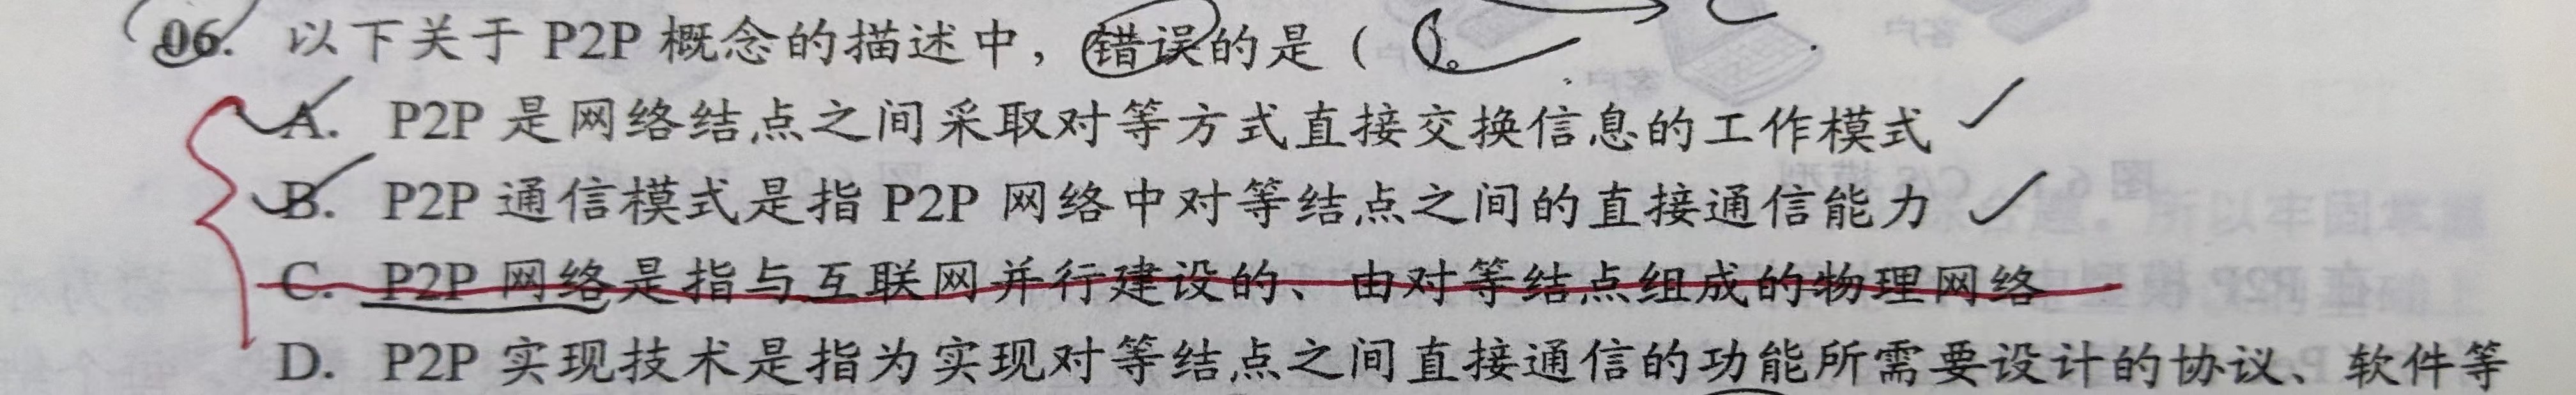 06. 以下关于 P2P 概念的描述中，错误的是（ C ）。
A. P2P 是网络结点之间采取对等方式直接交换信息的工作模式
B. P2P 通信模式是指 P2P 网络中对等结点之间的直接通信能力
C. P2P 网络是指与互联网并行建设的、由对等结点组成的物理网络
D. P2P 实现技术是指为实现对等结点之间直接通信的功能所需要设计的协议、软件等